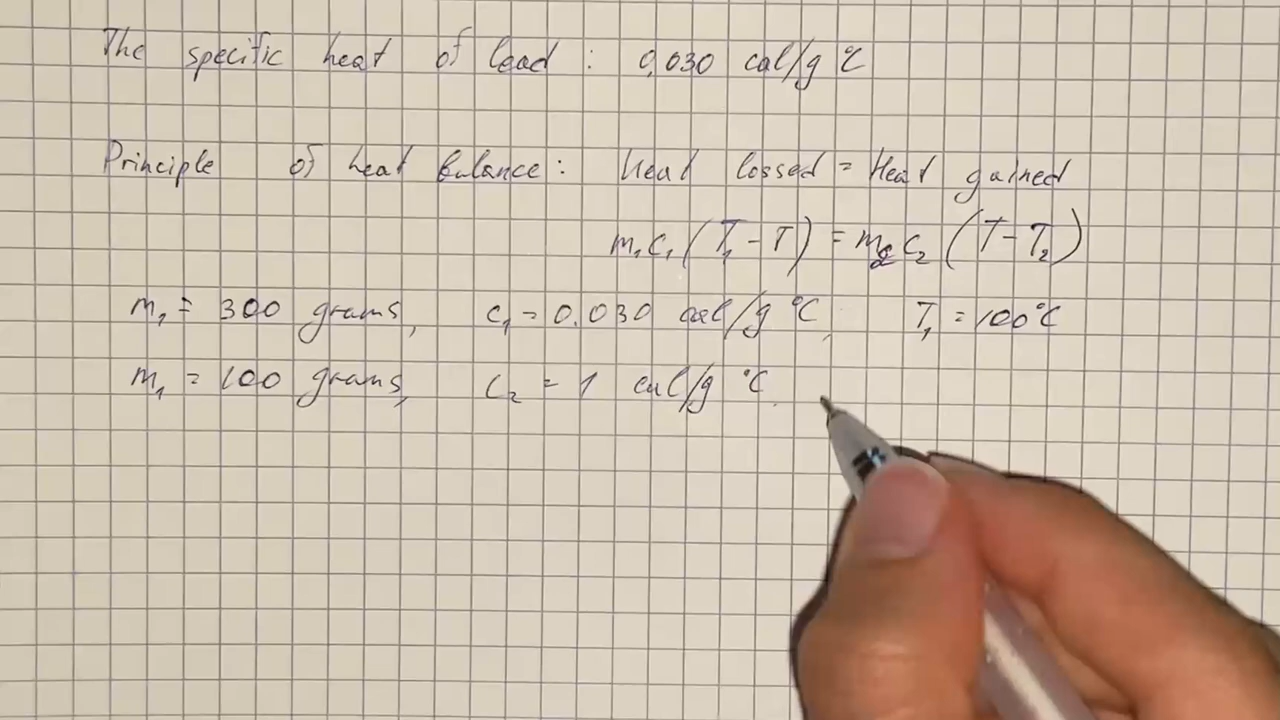 The specific heat of lead : 0,030 cal/g °C
Principle of heat balance : Heat lossed = Heat gained
m₁c₁(T₁-T) = m₂c₂(T-T₂)
m₁ = 300 grams, c₁ = 0.030 cal/g °C, T₁ = 100°C
m₁ = 100 grams, c₂ = 1 cal/g °C.